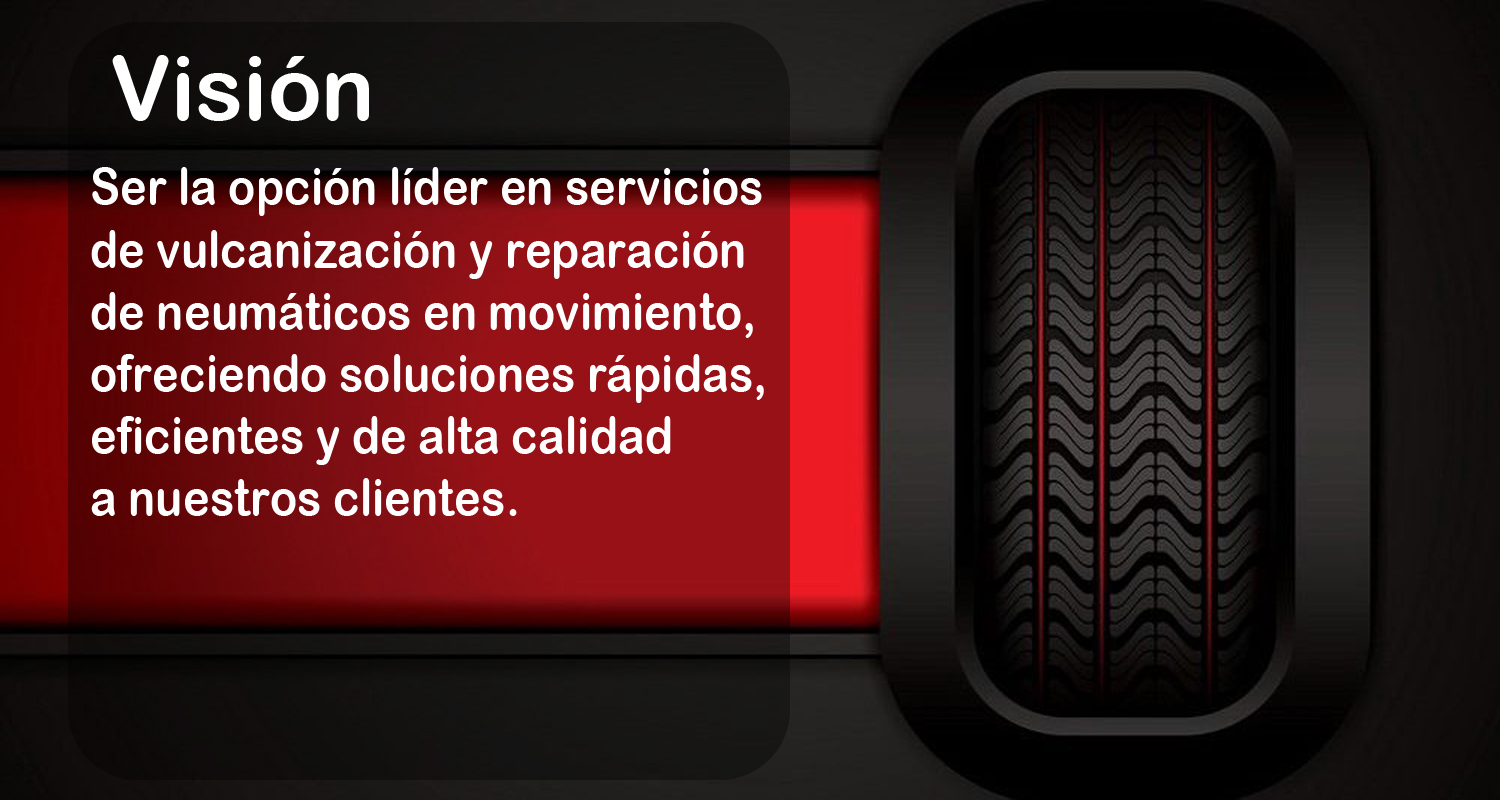 Visión
Ser la opción líder en servicios
de vulcanización y reparación
de neumáticos en movimiento,
ofreciendo soluciones rápidas,
eficientes y de alta calidad
a nuestros clientes.